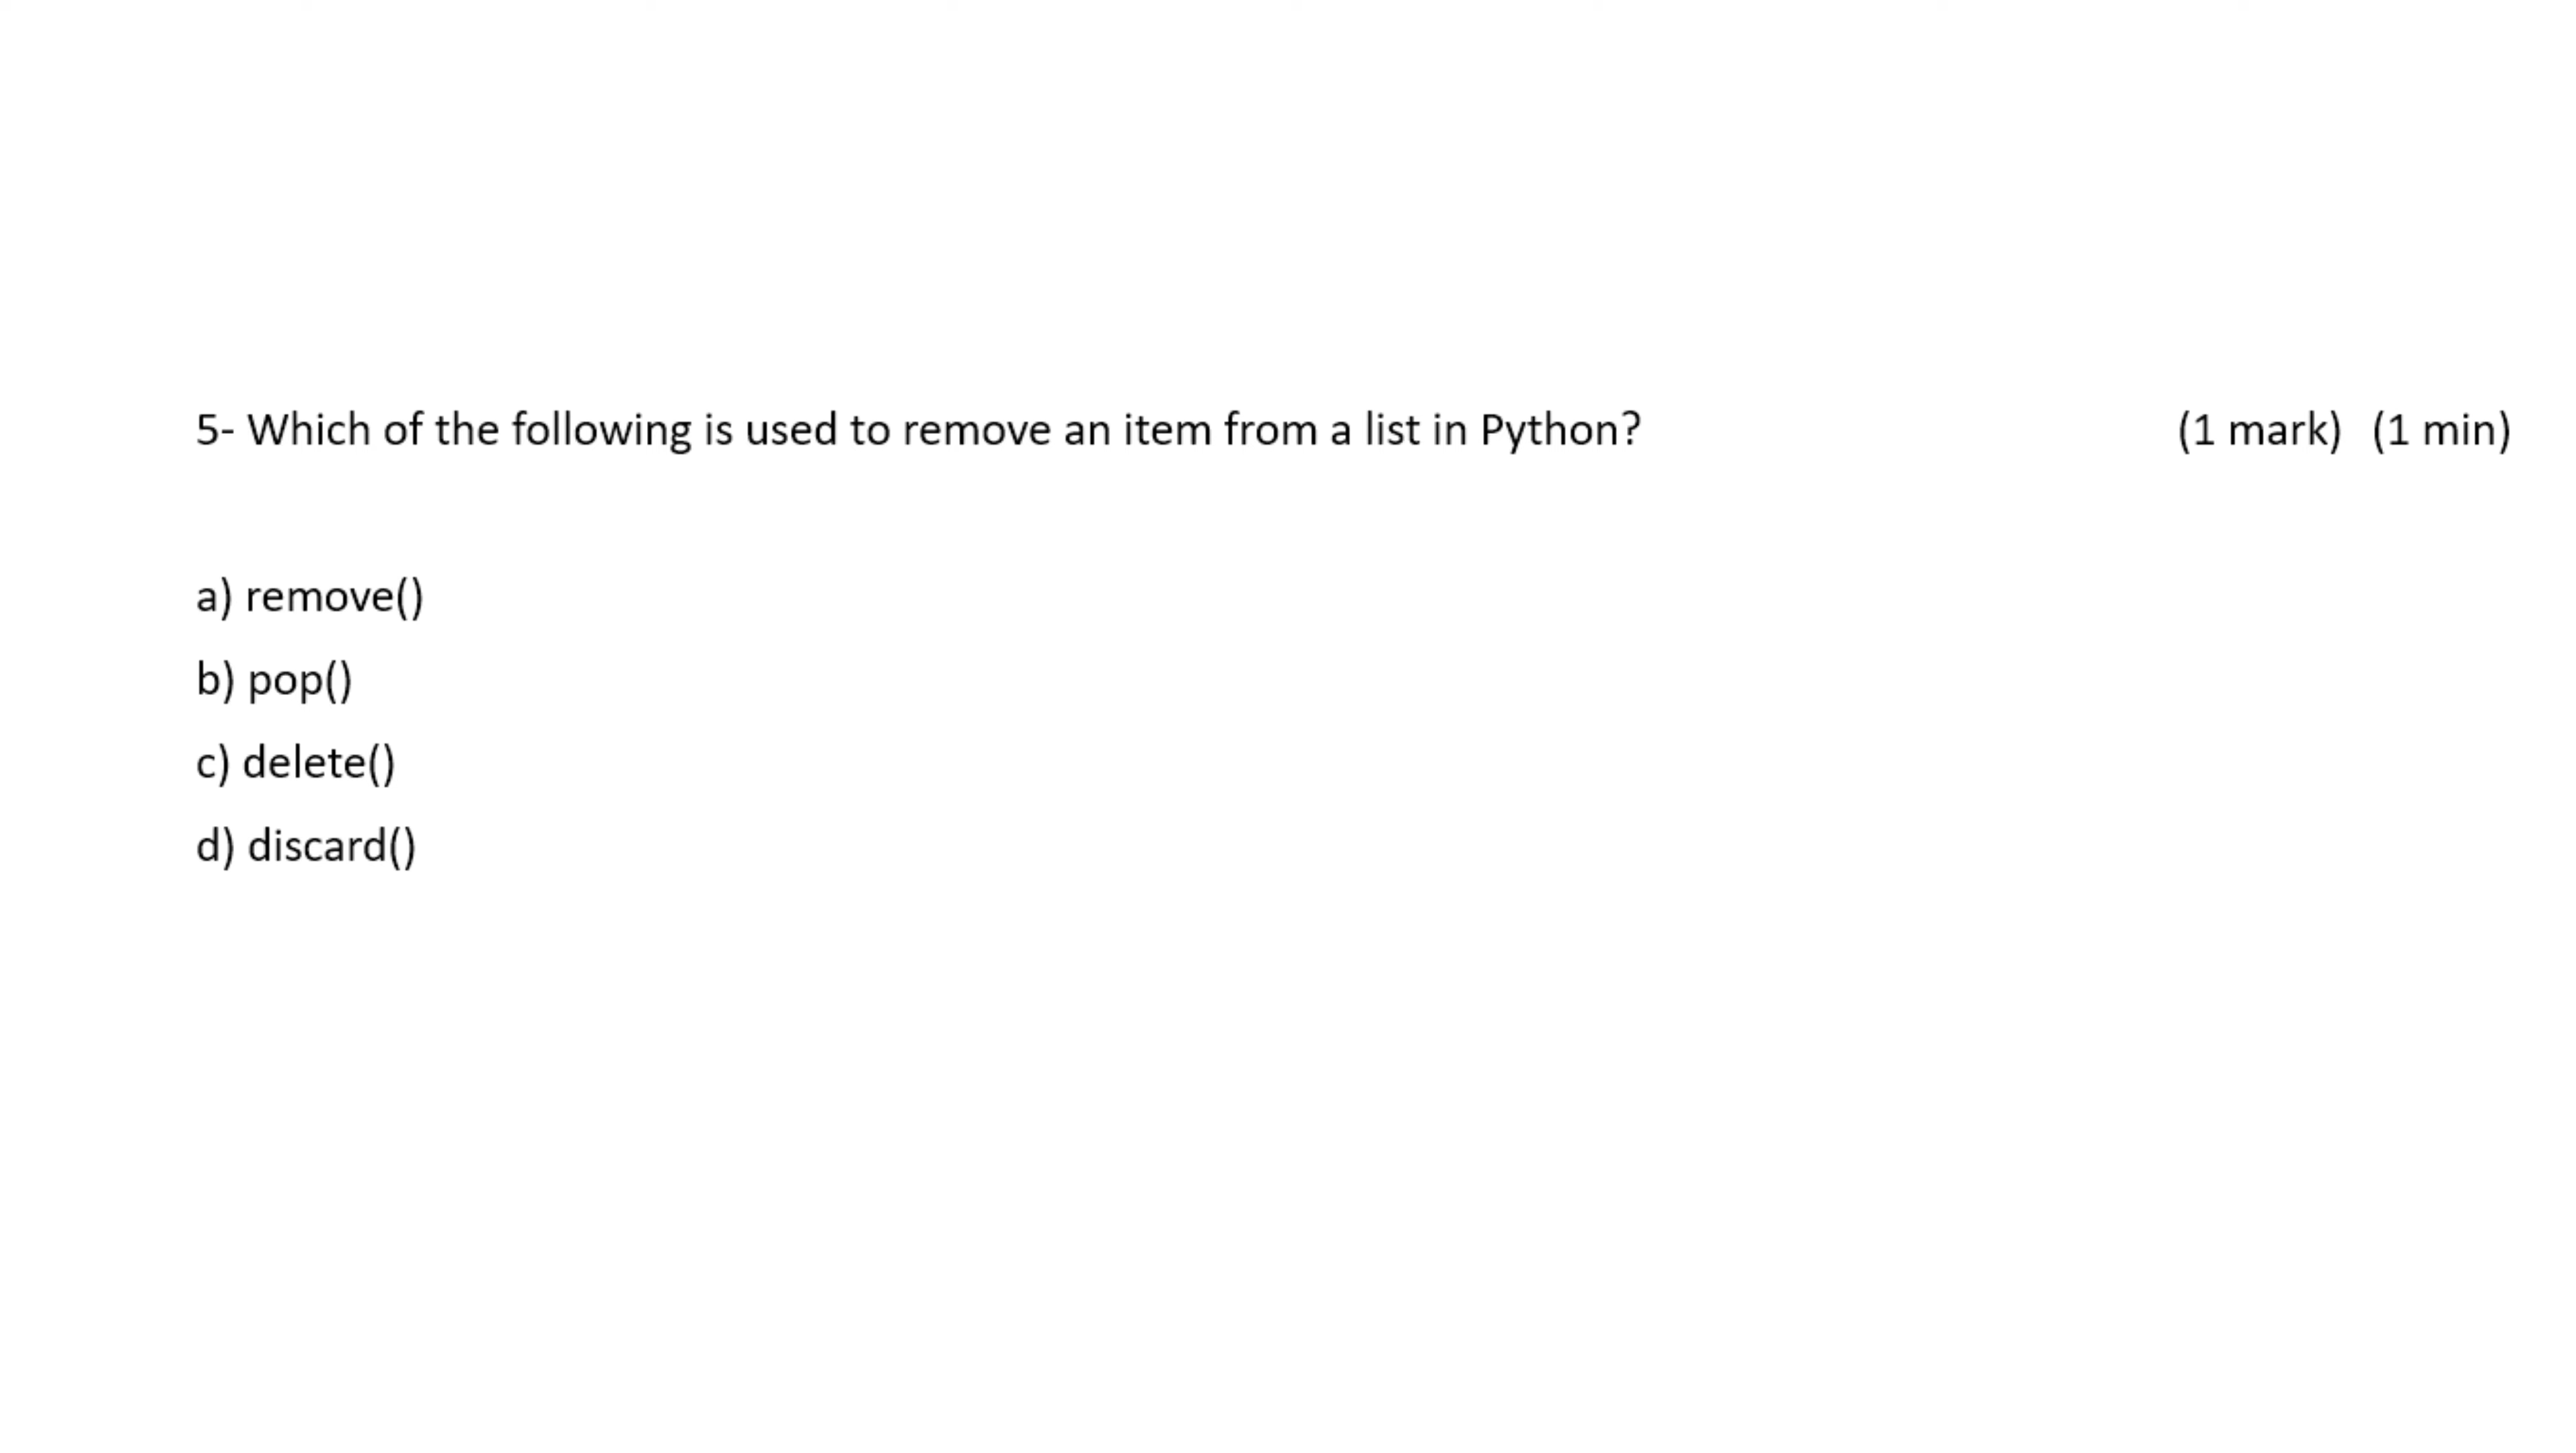 5- Which of the following is used to remove an item from a list in Python? (1 mark) (1 min)
a) remove()
b) pop()
c) delete()
d) discard()